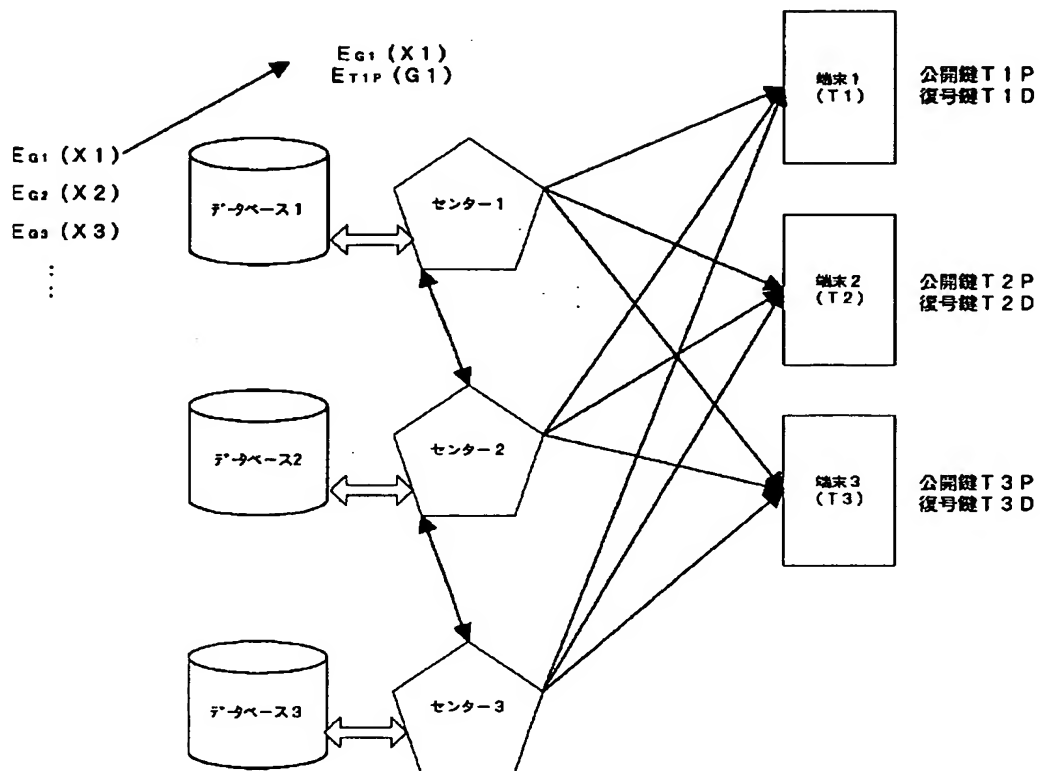 EG1 (X1)
ET1P (G1)
EG1 (X1)
EG2 (X2)
EG3 (X3)
データベース1
センター1
端末1
(T1)
公開鍵T1P
復号鍵T1D
端末2
(T2)
公開鍵T2P
復号鍵T2D
データベース2
センター2
端末3
(T3)
公開鍵T3P
復号鍵T3D
データベース3
センター3